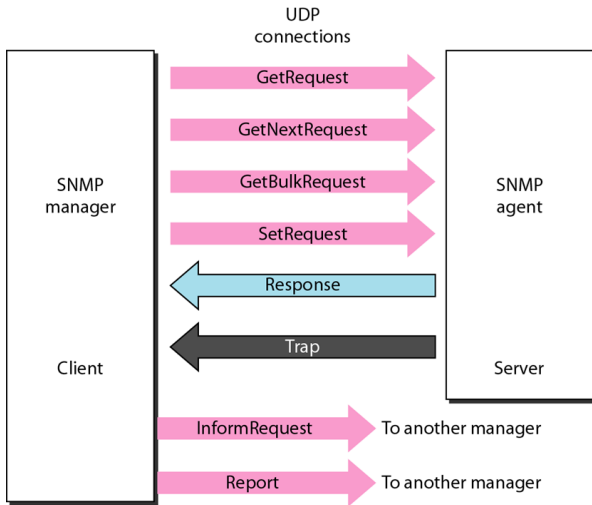 UDP
connections
GetRequest
GetNextRequest
GetBulkRequest
SetRequest
Response
Trap
SNMP
manager
Client
SNMP
agent
Server
InformRequest
To another manager
Report
To another manager